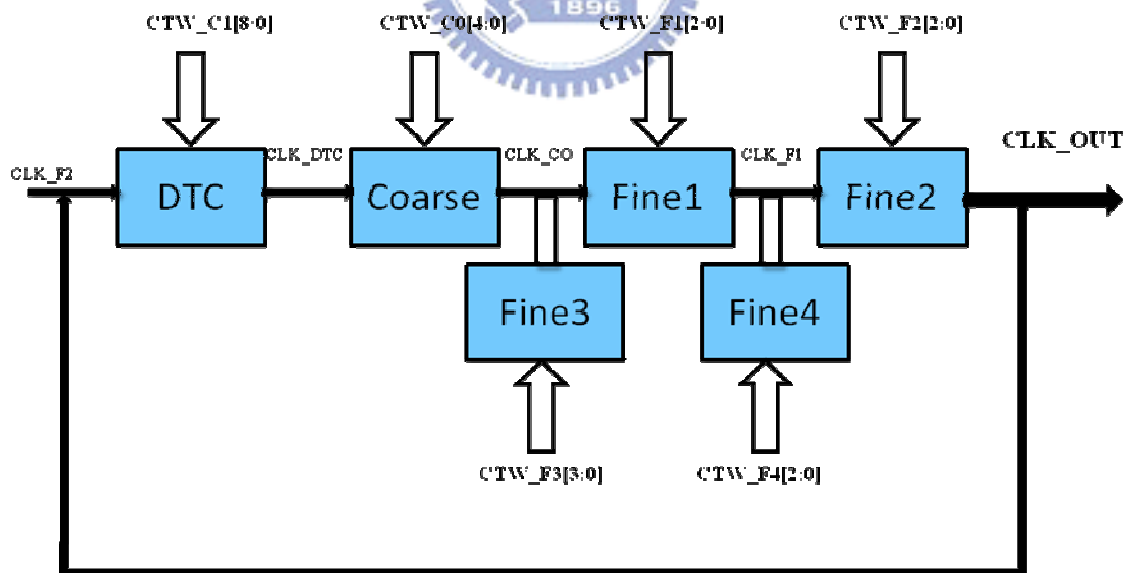 1896
CTW_C1[8:0]
CTW_C0[4:0]
CTW_F1[2:0]
CTW_F2[2:0]
CLK_F2
DTC
CLK_DTC
Coarse
CLK_CO
Fine1
CLK_F1
Fine2
CLK_OUT
Fine3
Fine4
CTW_F3[3:0]
CTW_F4[2:0]